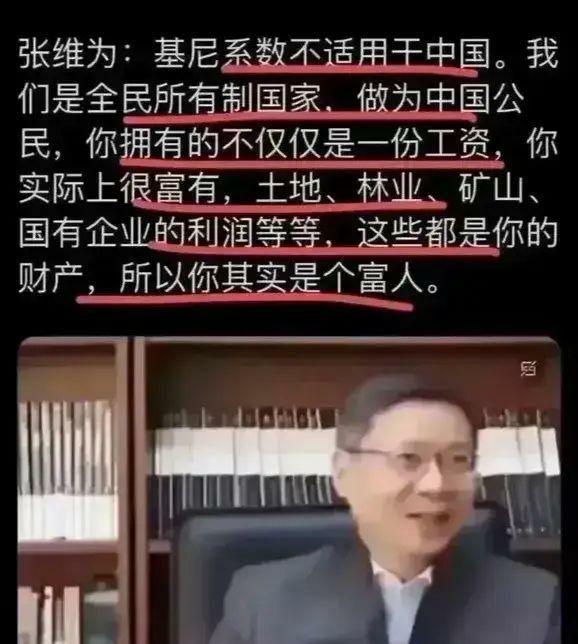 张维为：基尼系数不适用于中国。我
们是全民所有制国家，做为中国公
民，你拥有的不仅仅是一份工资，你
实际上很富有，土地、林业、矿山、
国有企业的利润等等，这些都是你的
财产，所以你其实是个富人。